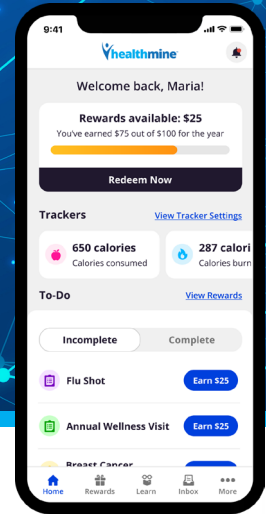 9:41
healthmine
Welcome back, Maria!
Rewards available: $25
You've earned $75 out of $100 for the year
Redeem Now
Trackers View Tracker Settings
650 calories 287 calori
Calories consumed Calories burn
To-Do View Rewards
Incomplete Complete
Flu Shot Earn $25
Annual Wellness Visit Earn $25
Breast Cancer
Home Rewards Learn Inbox More